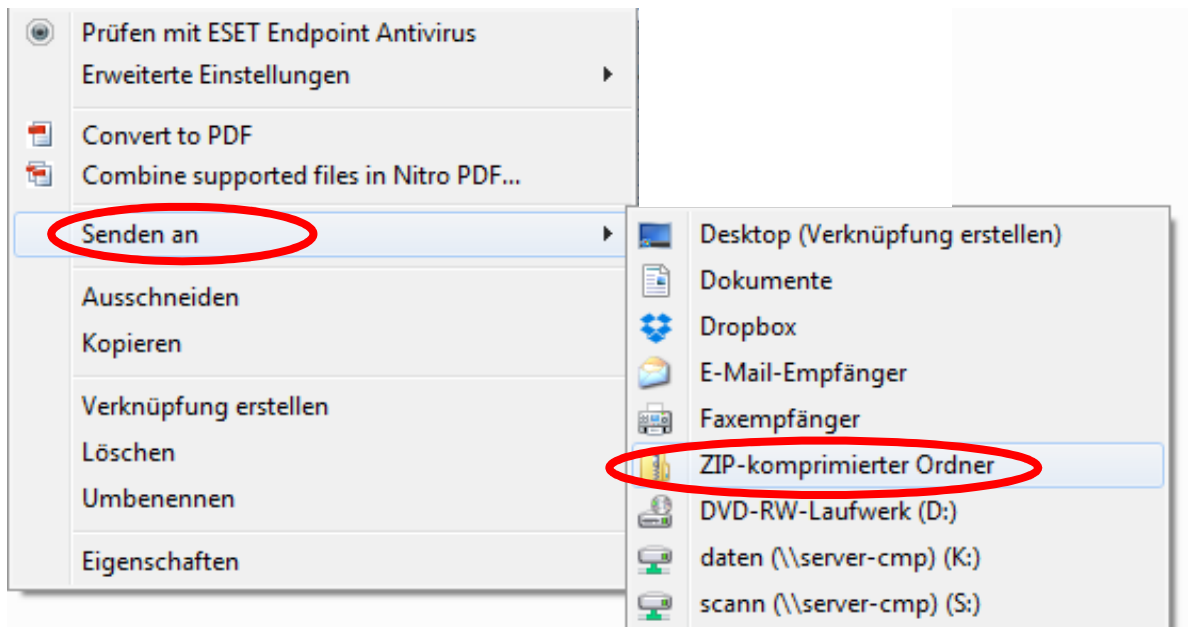 Prüfen mit ESET Endpoint Antivirus
Erweiterte Einstellungen
Convert to PDF
Combine supported files in Nitro PDF...
Senden an
Ausschneiden
Kopieren
Verknüpfung erstellen
Löschen
Umbenennen
Eigenschaften
Desktop (Verknüpfung erstellen)
Dokumente
Dropbox
E-Mail-Empfänger
Faxempfänger
ZIP-komprimierter Ordner
DVD-RW-Laufwerk (D:)
daten (\\server-cmp) (K:)
scann (\\server-cmp) (S:)